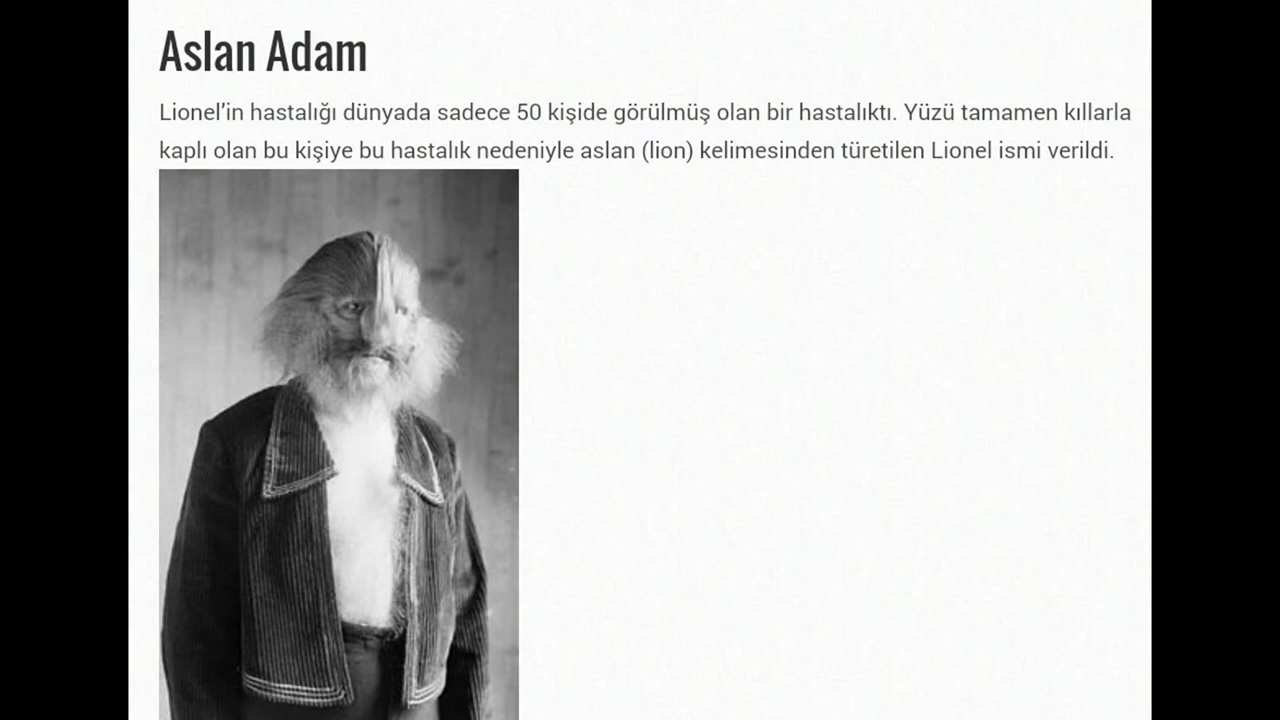 Aslan Adam
Lionel’in hastalığı dünyada sadece 50 kişide görülmüş olan bir hastalıktı. Yüzü tamamen kıllarla
kaplı olan bu kişiye bu hastalık nedeniyle aslan (lion) kelimesinden türetilen Lionel ismi verildi.